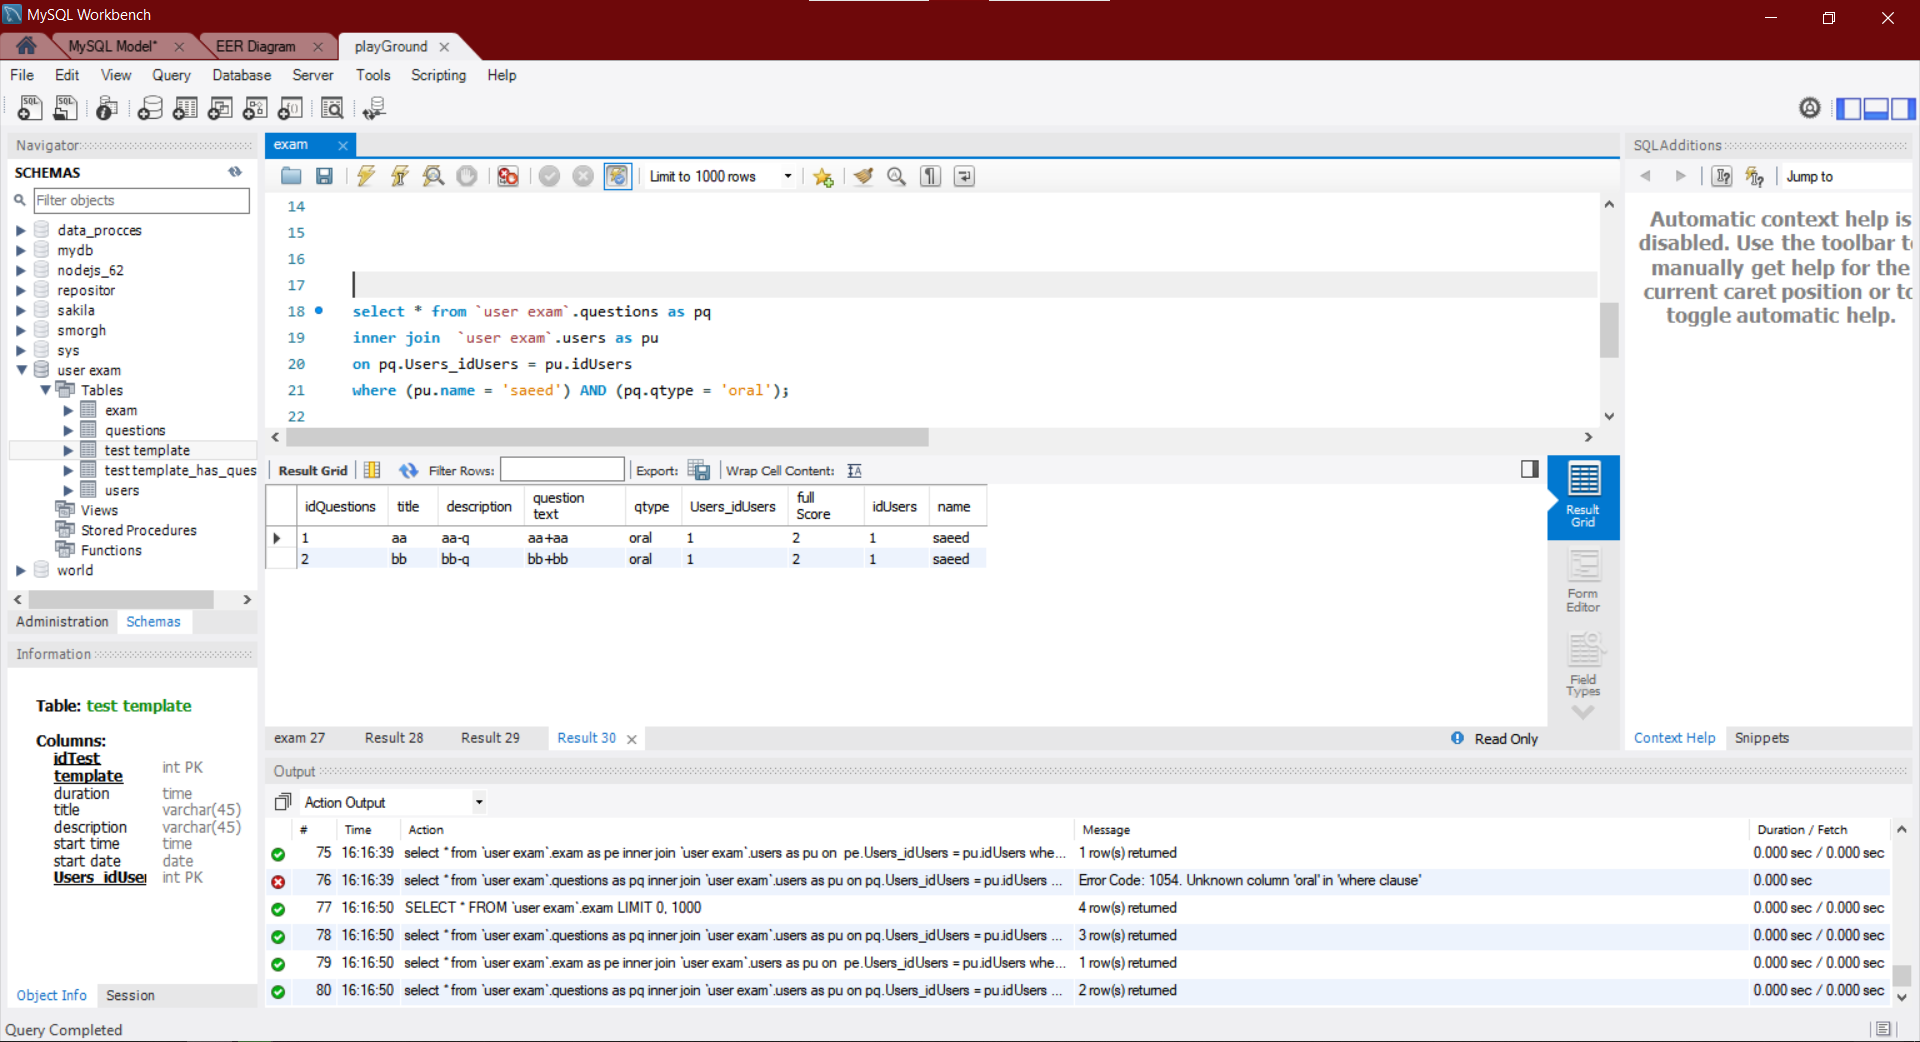 MySQL Workbench
MySQL Model*
EER Diagram
playGround
File Edit View Query Database Server Tools Scripting Help
Navigator
SCHEMAS
Filter objects
data_procces
mydb
nodejs_62
repositor
sakila
smorgh
sys
user exam
Tables
exam
questions
test template
test template_has_ques
users
Views
Stored Procedures
Functions
world
Administration Schemas
Information
Table: test template
Columns:
idTest template int PK
duration time
title varchar(45)
description varchar(45)
start time time
start date date
Users_idUser int PK
Object Info Session
Query Completed
exam
Limit to 1000 rows
14
15
16
17
18 select * from `user exam`.questions as pq
19 inner join  `user exam`.users as pu
20 on pq.Users_idUsers = pu.idUsers
21 where (pu.name = 'saeed') AND (pq.qtype = 'oral');
22
Result Grid Filter Rows: Export: Wrap Cell Content:
idQuestions title description question text qtype Users_idUsers full Score idUsers name
1 aa aa-q aa+aa oral 1 2 1 saeed
2 bb bb-q bb+bb oral 1 2 1 saeed
Result Grid
Form Editor
Field Types
exam 27 Result 28 Result 29 Result 30 Read Only
Output
Action Output
# Time Action Message Duration / Fetch
75 16:16:39 select * from `user exam`.exam as pe inner join `user exam`.users as pu on  pe.Users_idUsers = pu.idUsers whe... 1 row(s) returned 0.000 sec / 0.000 sec
76 16:16:39 select * from `user exam`.questions as pq inner join `user exam`.users as pu on pq.Users_idUsers = pu.idUsers ... Error Code: 1054. Unknown column 'oral' in 'where clause' 0.000 sec
77 16:16:50 SELECT * FROM `user exam`.exam LIMIT 0, 1000 4 row(s) returned 0.000 sec / 0.000 sec
78 16:16:50 select * from `user exam`.questions as pq inner join `user exam`.users as pu on pq.Users_idUsers = pu.idUsers ... 3 row(s) returned 0.000 sec / 0.000 sec
79 16:16:50 select * from `user exam`.exam as pe inner join `user exam`.users as pu on  pe.Users_idUsers = pu.idUsers whe... 1 row(s) returned 0.000 sec / 0.000 sec
80 16:16:50 select * from `user exam`.questions as pq inner join `user exam`.users as pu on pq.Users_idUsers = pu.idUsers ... 2 row(s) returned 0.000 sec / 0.000 sec
SQLAdditions
Jump to
Automatic context help is
disabled. Use the toolbar t
manually get help for the
current caret position or to
toggle automatic help.
Context Help Snippets